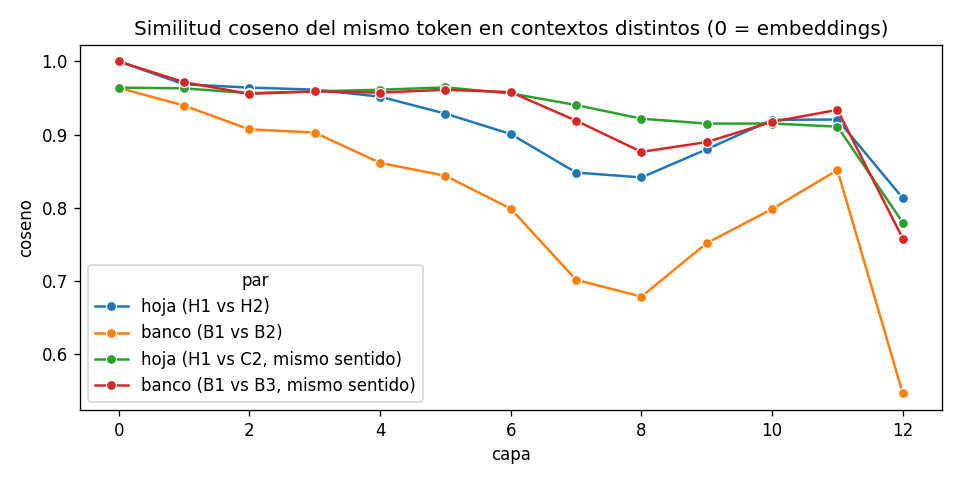 Similitud coseno del mismo token en contextos distintos (0 = embeddings)
1.0
0.9
0.8
0.7
0.6
coseno
par
hoja (H1 vs H2)
banco (B1 vs B2)
hoja (H1 vs C2, mismo sentido)
banco (B1 vs B3, mismo sentido)
0 2 4 6 8 10 12
capa